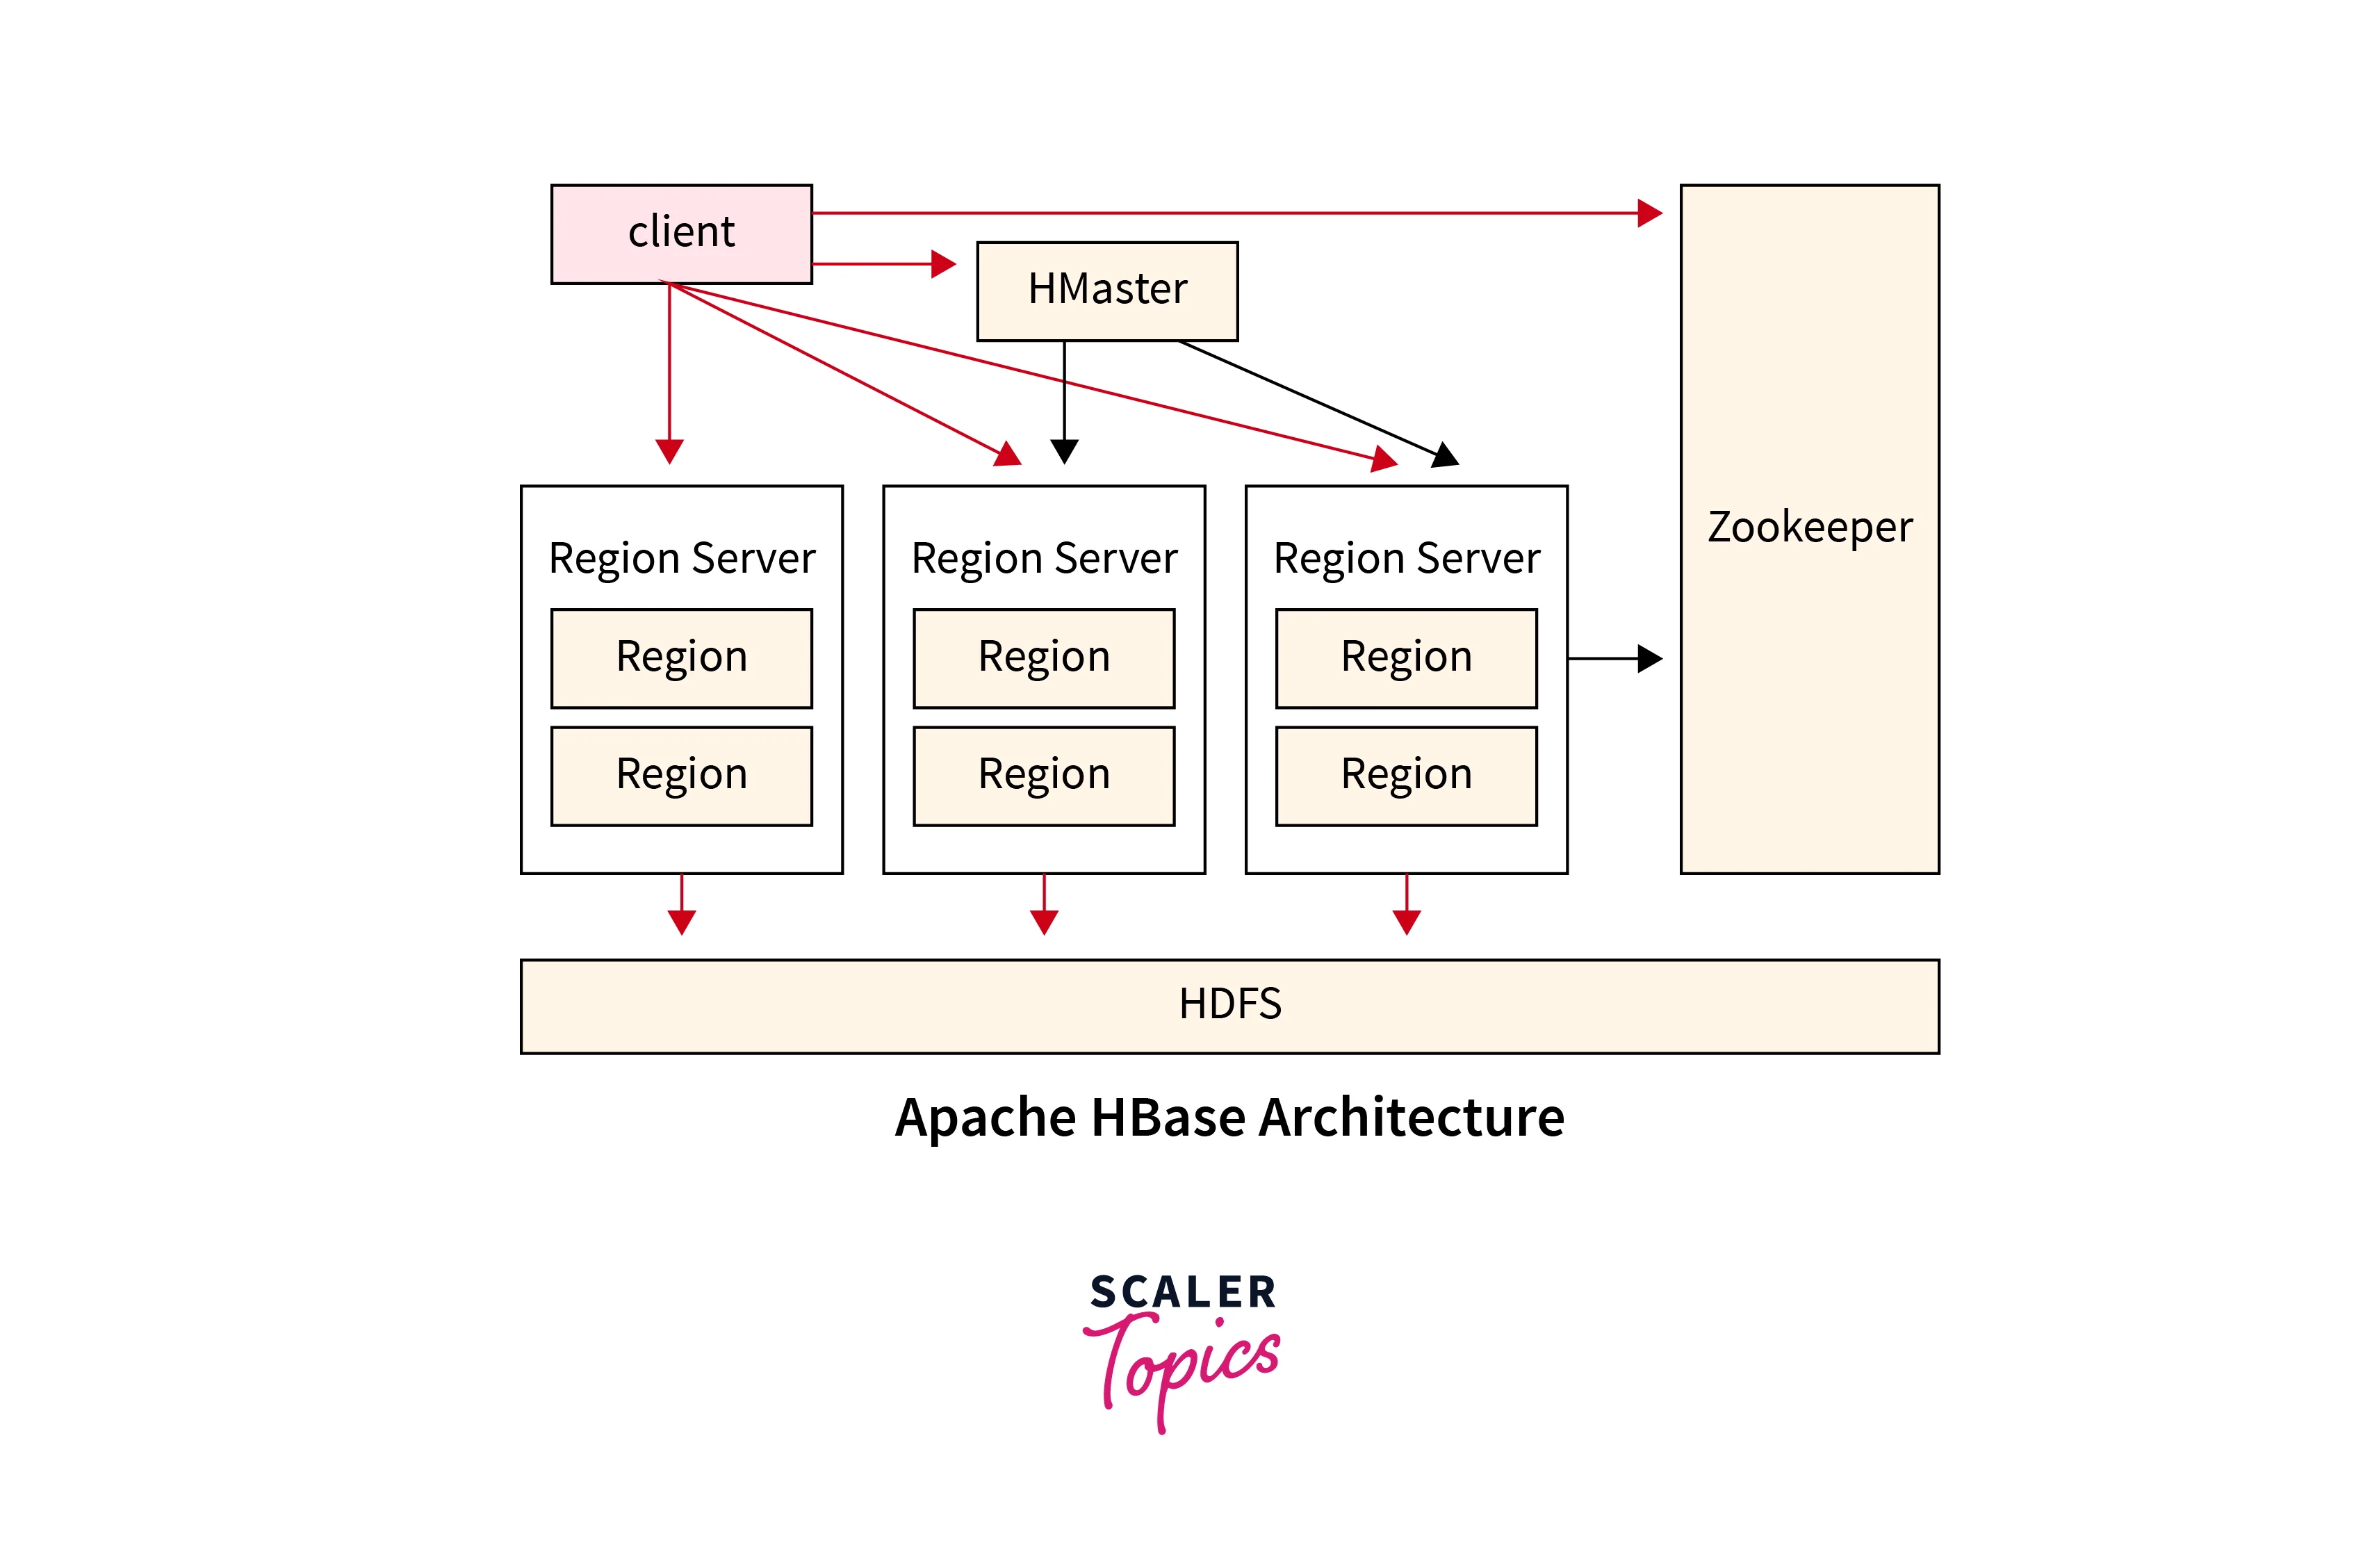 client
HMaster
Zookeeper
Region Server
Region
Region
Region Server
Region
Region
Region Server
Region
Region
HDFS
Apache HBase Architecture
SCALER
Topics